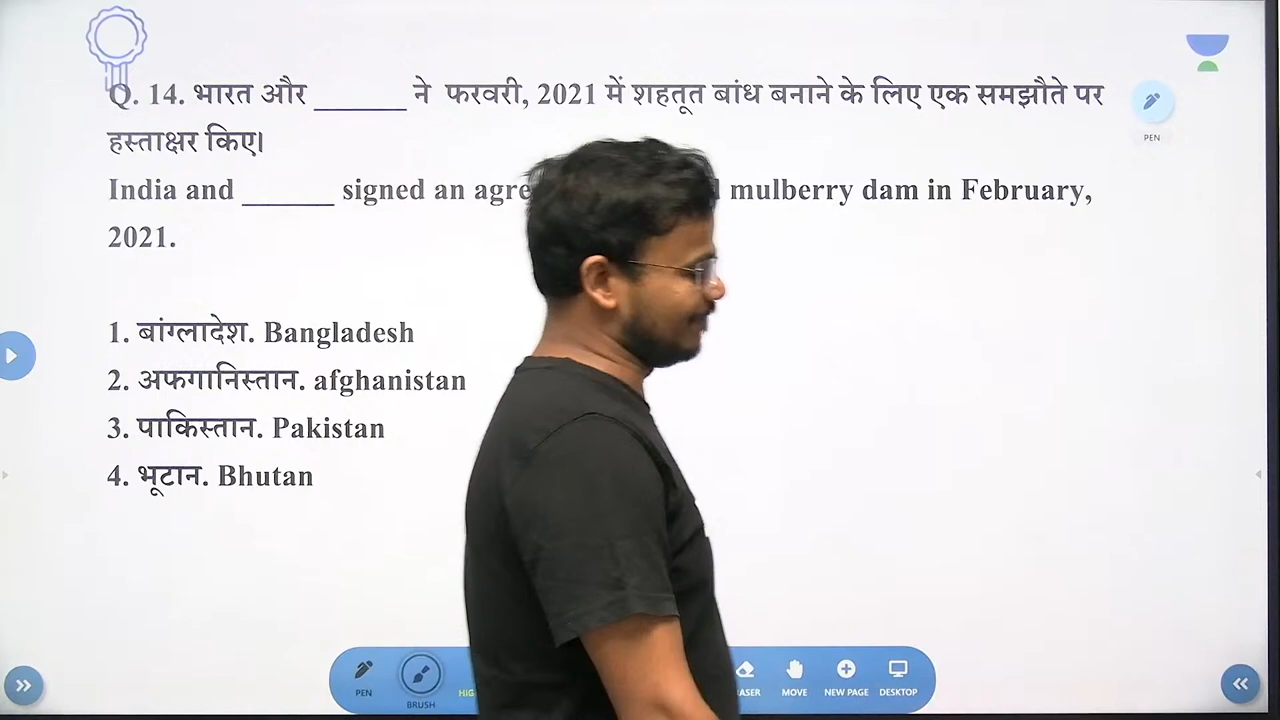 Q. 14. भारत और ______ ने फरवरी, 2021 में शहतूत बांध बनाने के लिए एक समझौते पर
हस्ताक्षर किए।
India and ______ signed an mulberry dam in February,
2021.
1. बांग्लादेश. Bangladesh
2. अफगानिस्तान. afghanistan
3. पाकिस्तान. Pakistan
4. भूटान. Bhutan
PEN
PEN
BRUSH
MOVE
NEW PAGE
DESKTOP